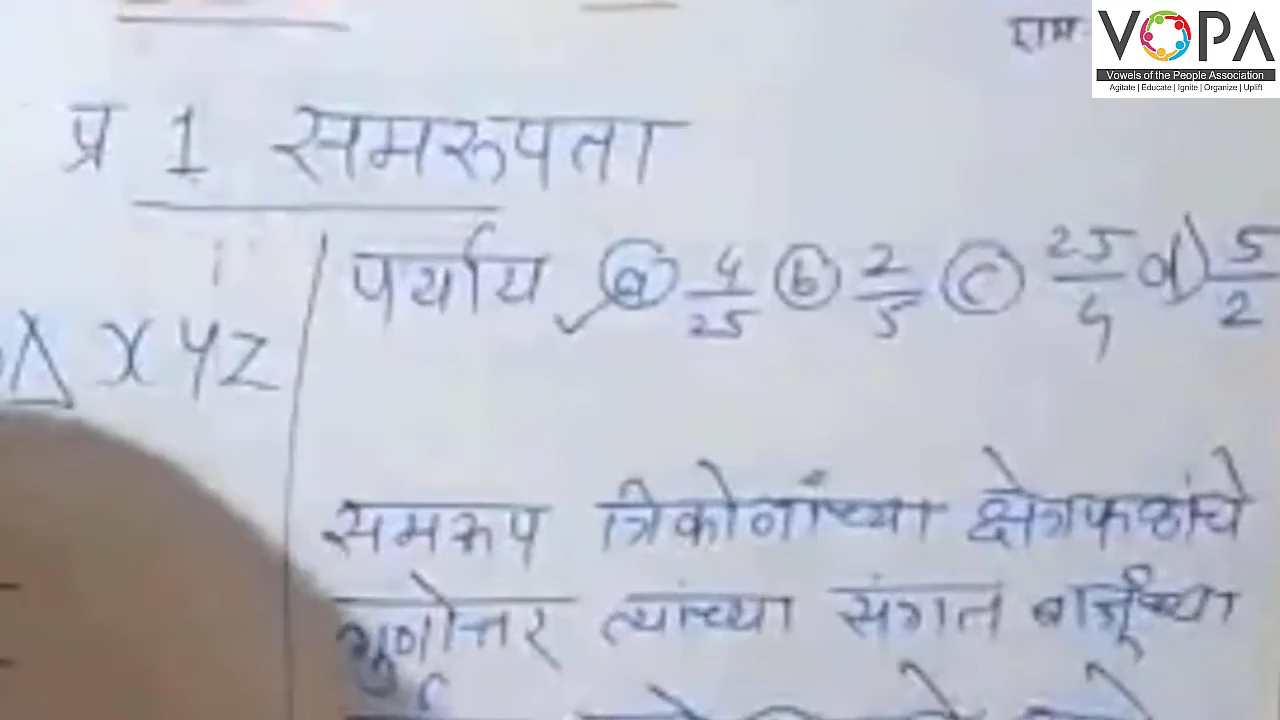 VOPA
Vowels of the People Association
Agitate | Educate | Ignite | Organize | Uplift
प्र 1 समरूपता
पर्याय ✓ⓐ 4/25 ⓑ 2/5 ⓒ 25/4 d) 5/2
Δ XYZ
समरूप त्रिकोणांच्या क्षेत्रफळांचे
गुणोत्तर त्यांच्या संगत बाजूंच्या